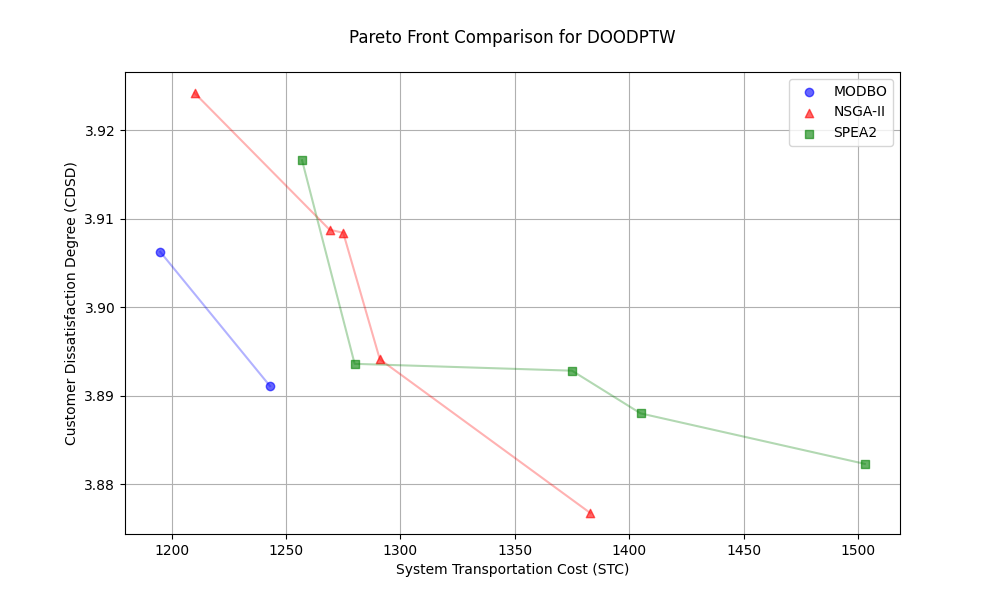 Pareto Front Comparison for DOODPTW
MODBO
NSGA-II
SPEA2
Customer Dissatisfaction Degree (CDSD)
3.92
3.91
3.90
3.89
3.88
1200 1250 1300 1350 1400 1450 1500
System Transportation Cost (STC)